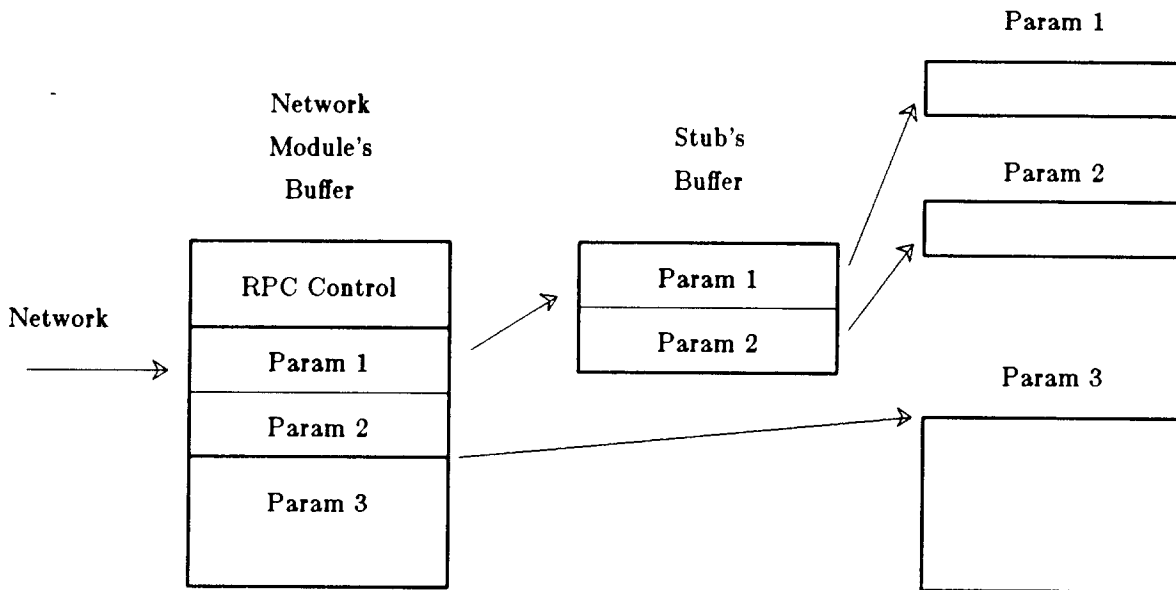 Network
Network
Module's
Buffer
RPC Control
Param 1
Param 2
Param 3
Stub's
Buffer
Param 1
Param 2
Param 1
Param 2
Param 3